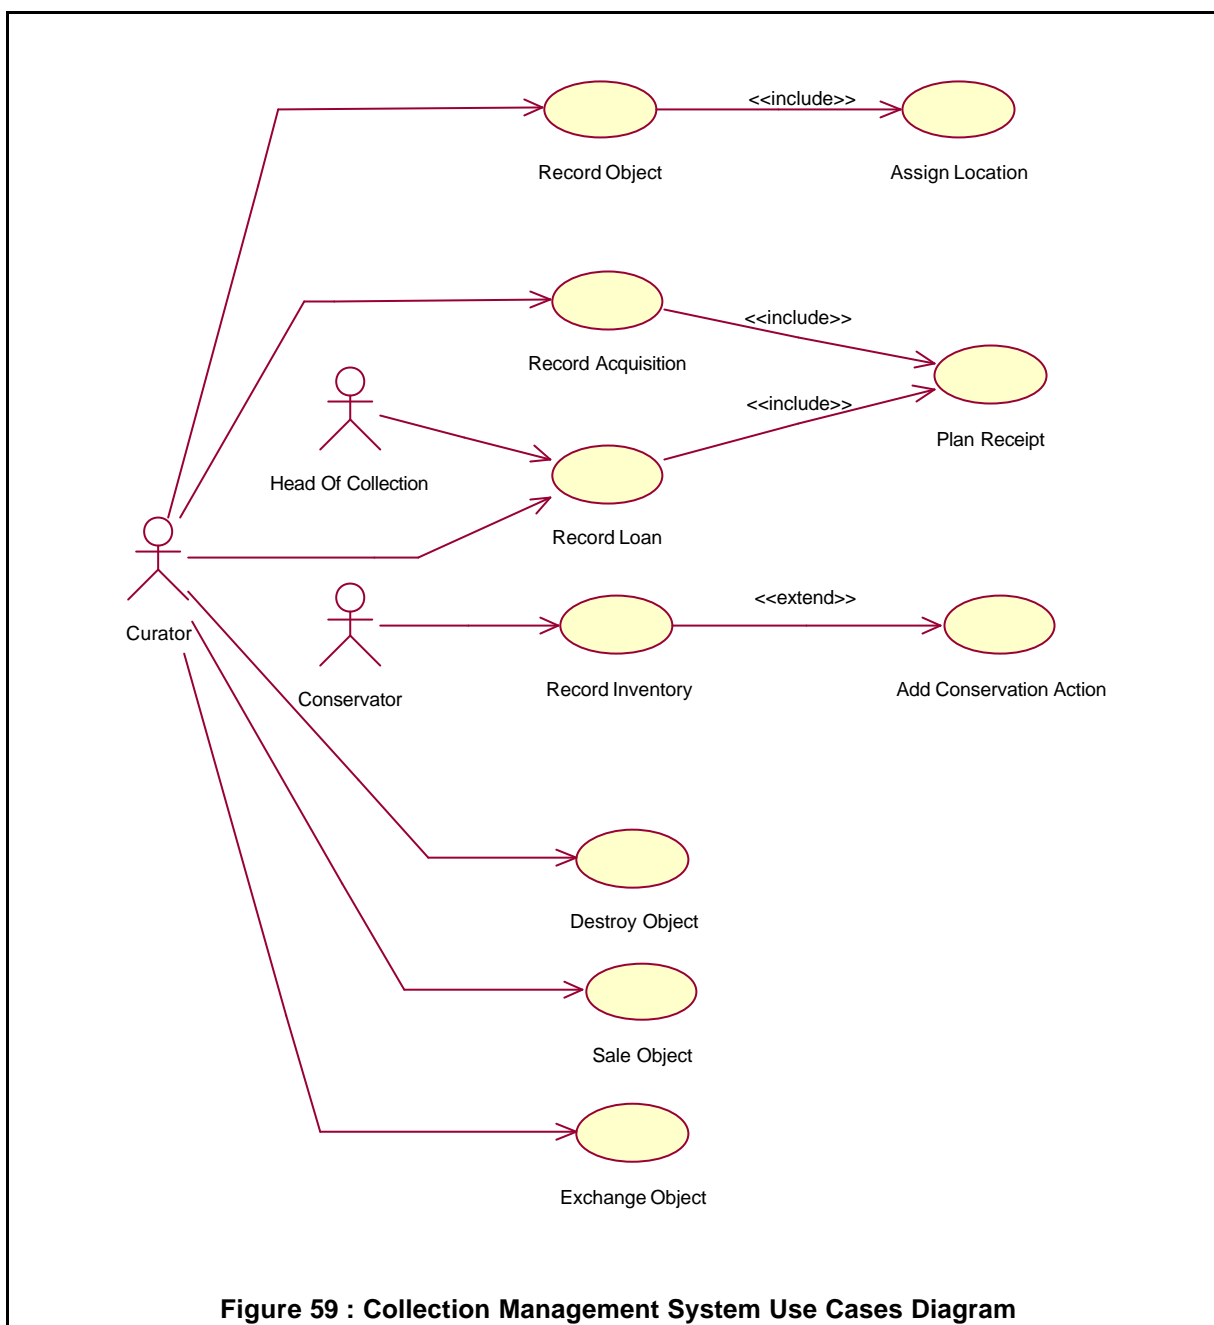 <<include>>
Record Object
Assign Location
<<include>>
Record Acquisition
<<include>>
Plan Receipt
Head Of Collection
Record Loan
<<extend>>
Curator
Conservator
Record Inventory
Add Conservation Action
Destroy Object
Sale Object
Exchange Object
Figure 59 : Collection Management System Use Cases Diagram